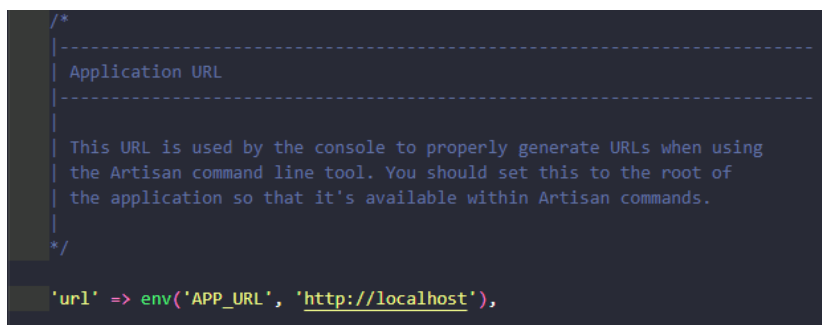 /*
|--------------------------------------------------------------------------
| Application URL
|--------------------------------------------------------------------------
|
| This URL is used by the console to properly generate URLs when using
| the Artisan command line tool. You should set this to the root of
| the application so that it's available within Artisan commands.
|
*/
'url' => env('APP_URL', 'http://localhost'),